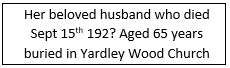 Her beloved husband who died
Sept 15th 192? Aged 65 years
buried in Yardley Wood Church